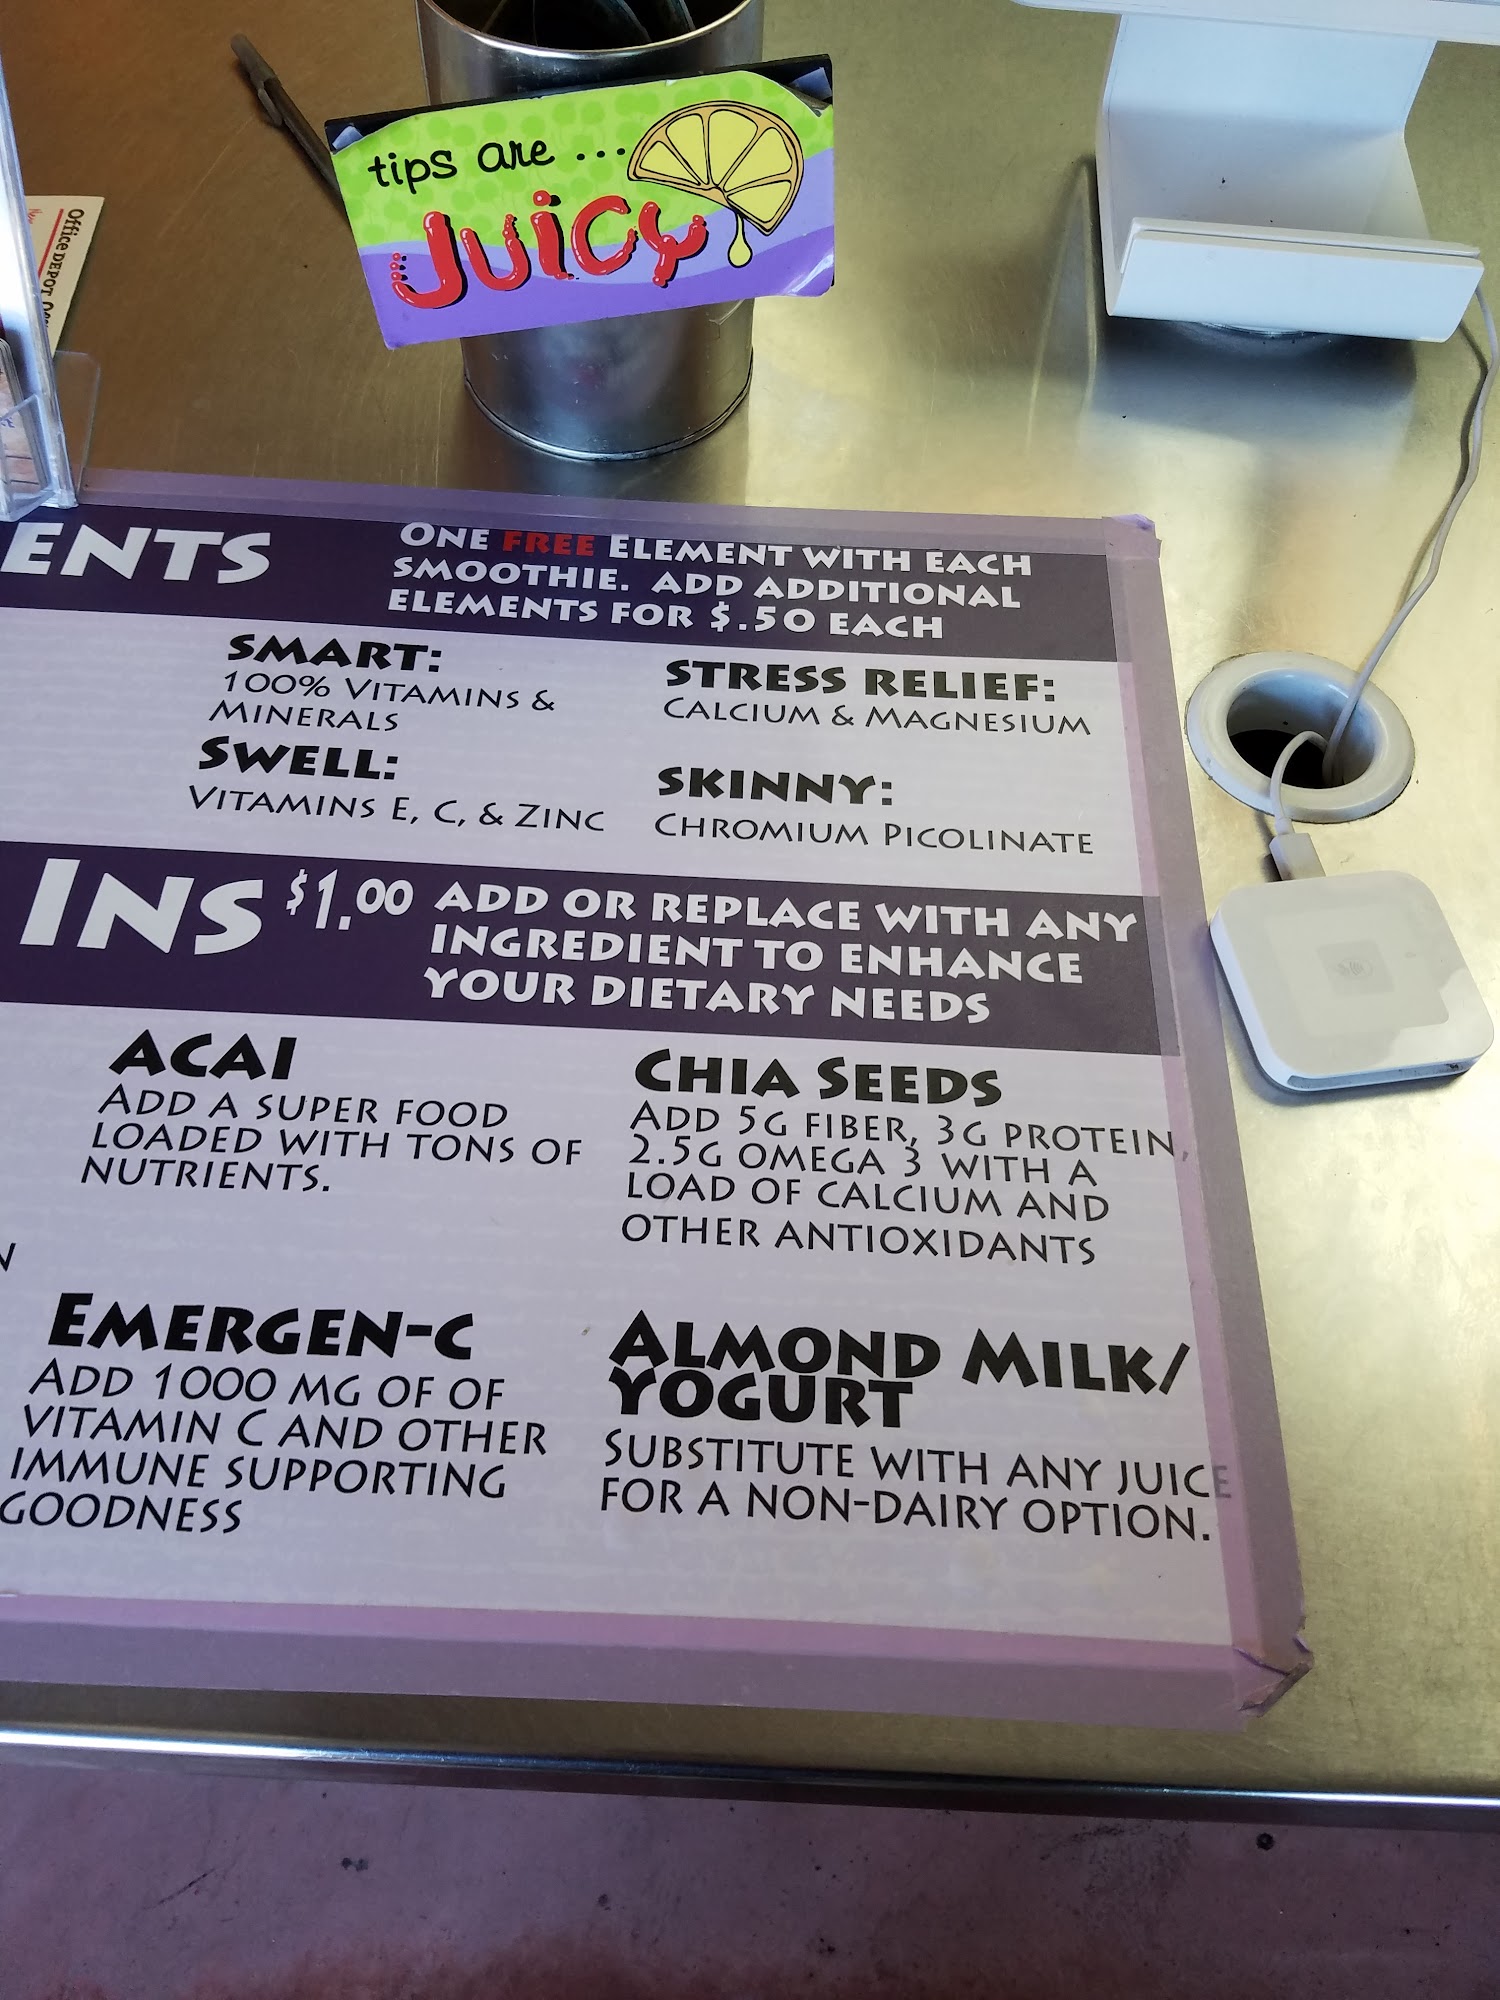 tips are ...
Juicy
Office DEPOT
ENTS
ONE FREE ELEMENT WITH EACH
SMOOTHIE. ADD ADDITIONAL
ELEMENTS FOR $.50 EACH
SMART:
100% VITAMINS &
MINERALS
STRESS RELIEF:
CALCIUM & MAGNESIUM
SWELL:
VITAMINS E, C, & ZINC
SKINNY:
CHROMIUM PICOLINATE
INS $1.00
ADD OR REPLACE WITH ANY
INGREDIENT TO ENHANCE
YOUR DIETARY NEEDS
ACAI
ADD A SUPER FOOD
LOADED WITH TONS OF
NUTRIENTS.
CHIA SEEDS
ADD 5G FIBER, 3G PROTEIN,
2.5G OMEGA 3 WITH A
LOAD OF CALCIUM AND
OTHER ANTIOXIDANTS
N
EMERGEN-C
ADD 1000 MG OF OF
VITAMIN C AND OTHER
IMMUNE SUPPORTING
GOODNESS
ALMOND MILK/
YOGURT
SUBSTITUTE WITH ANY JUICE
FOR A NON-DAIRY OPTION.